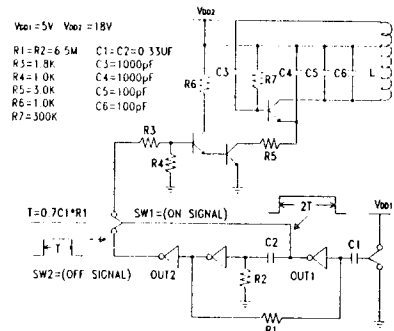 VDD1=5V VDD2=18V
R1=R2=6.5M C1=C2=0.33UF
R3=1.8K C3=1000pF
R4=1.0K C4=1000pF
R5=3.0K C5=100pF
R6=1.0K C6=100pF
R7=300K
VDD2
C3
R6
R7
C4
C5
C6
L
R3
R4
R5
T=0.7C1*R1
SW1=(ON SIGNAL)
2T
VDD1
T
SW2=(OFF SIGNAL)
OUT2
C2
R2
OUT1
C1
R1